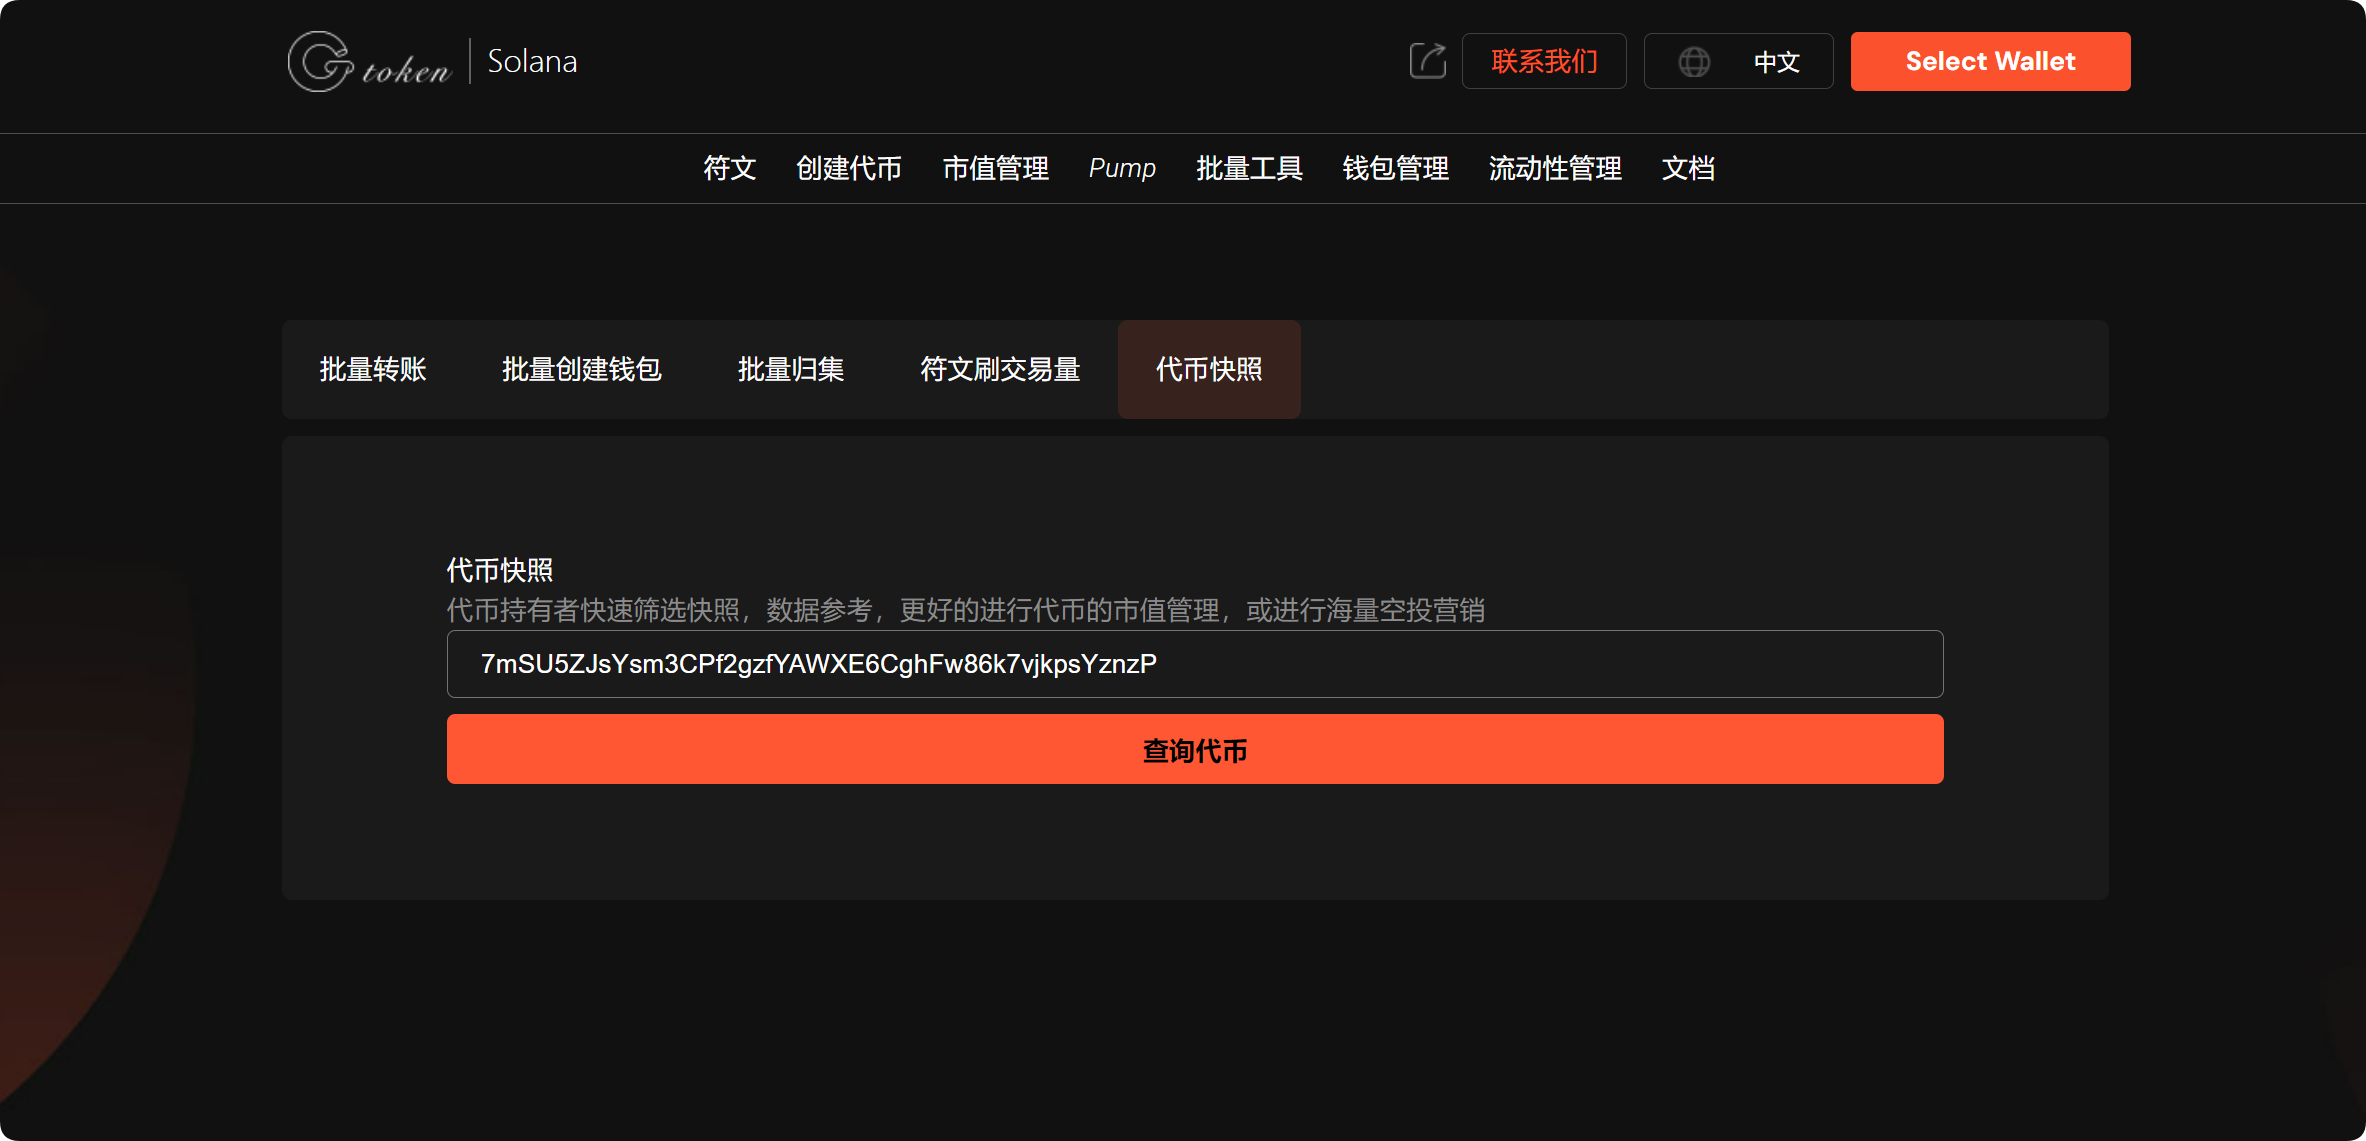 Gtoken | Solana
联系我们
中文
Select Wallet
符文 创建代币 市值管理 Pump 批量工具 钱包管理 流动性管理 文档
批量转账 批量创建钱包 批量归集 符文刷交易量 代币快照
代币快照
代币持有者快速筛选快照，数据参考，更好的进行代币的市值管理，或进行海量空投营销
7mSU5ZJsYsm3CPf2gzfYAWXE6CghFw86k7vjkpsYznzP
查询代币